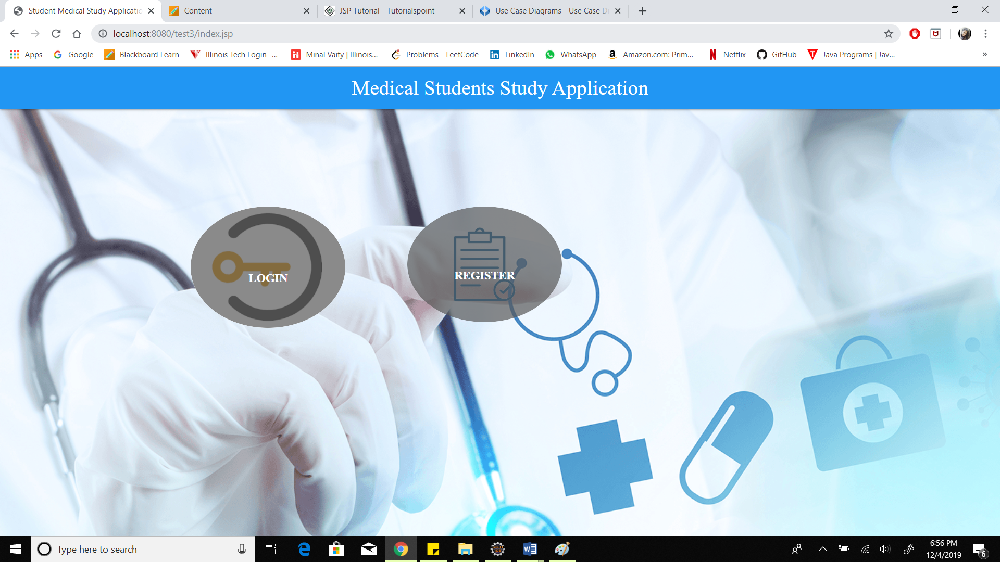 Student Medical Study Applicatio
Content
JSP Tutorial - Tutorialspoint
Use Case Diagrams - Use Case Di
localhost:8080/test3/index.jsp
Apps
Google
Blackboard Learn
Illinois Tech Login -...
Minal Vaity | Illinois...
Problems - LeetCode
LinkedIn
WhatsApp
Amazon.com: Prim...
Netflix
GitHub
Java Programs | Jav...
»
Medical Students Study Application
LOGIN
REGISTER
Type here to search
6:56 PM
12/4/2019
6